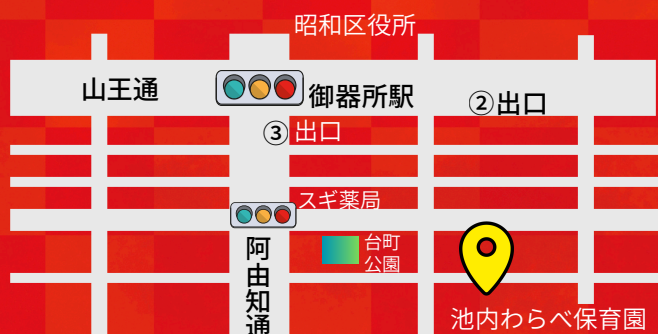 昭和区役所
山王通
御器所駅
②出口
③出口
スギ薬局
台町
公園
阿由知通
池内わらべ保育園